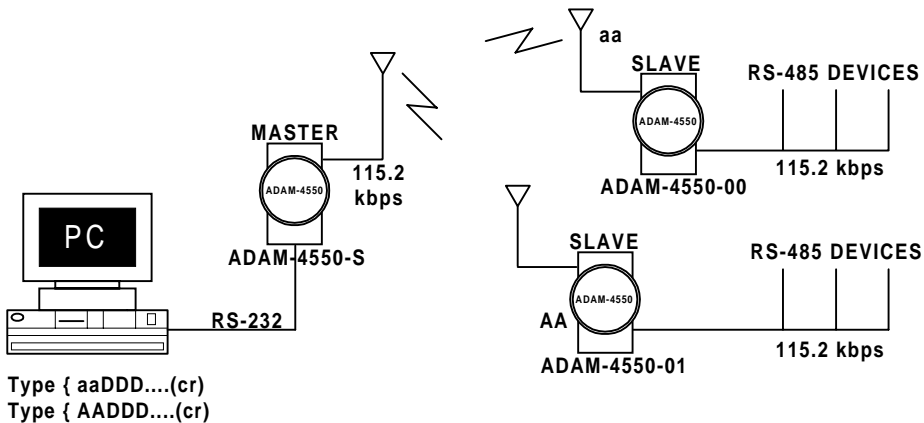 aa
SLAVE
RS-485 DEVICES
ADAM-4550
MASTER
115.2 kbps
115.2
kbps
ADAM-4550
ADAM-4550-00
PC
ADAM-4550-S
SLAVE
RS-485 DEVICES
ADAM-4550
RS-232
AA
115.2 kbps
ADAM-4550-01
Type { aaDDD....(cr)
Type { AADDD....(cr)